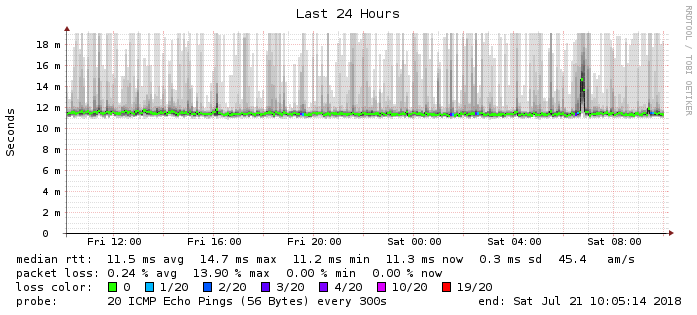 Last 24 Hours
RRDTOOL / TOBI OETIKER
Seconds
18 m
16 m
14 m
12 m
10 m
8 m
6 m
4 m
2 m
0
Fri 12:00 Fri 16:00 Fri 20:00 Sat 00:00 Sat 04:00 Sat 08:00
median rtt: 11.5 ms avg 14.7 ms max 11.2 ms min 11.3 ms now 0.3 ms sd 45.4 am/s
packet loss: 0.24 % avg 13.90 % max 0.00 % min 0.00 % now
loss color: 0 1/20 2/20 3/20 4/20 10/20 19/20
probe: 20 ICMP Echo Pings (56 Bytes) every 300s end: Sat Jul 21 10:05:14 2018